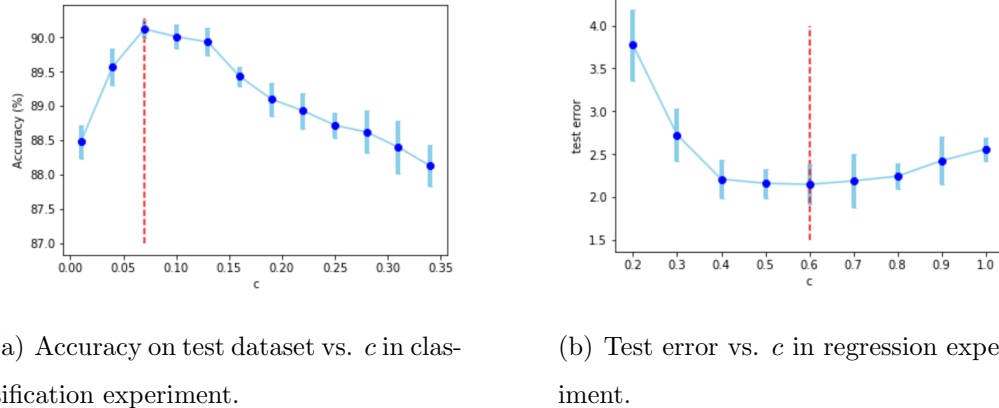 90.0
89.5
89.0
88.5
88.0
87.5
87.0
Accuracy (%)
0.00 0.05 0.10 0.15 0.20 0.25 0.30 0.35
c
4.0
3.5
3.0
2.5
2.0
1.5
test error
0.2 0.3 0.4 0.5 0.6 0.7 0.8 0.9 1.0
c
a) Accuracy on test dataset vs. c in clas-
sification experiment.
(b) Test error vs. c in regression expe
iment.